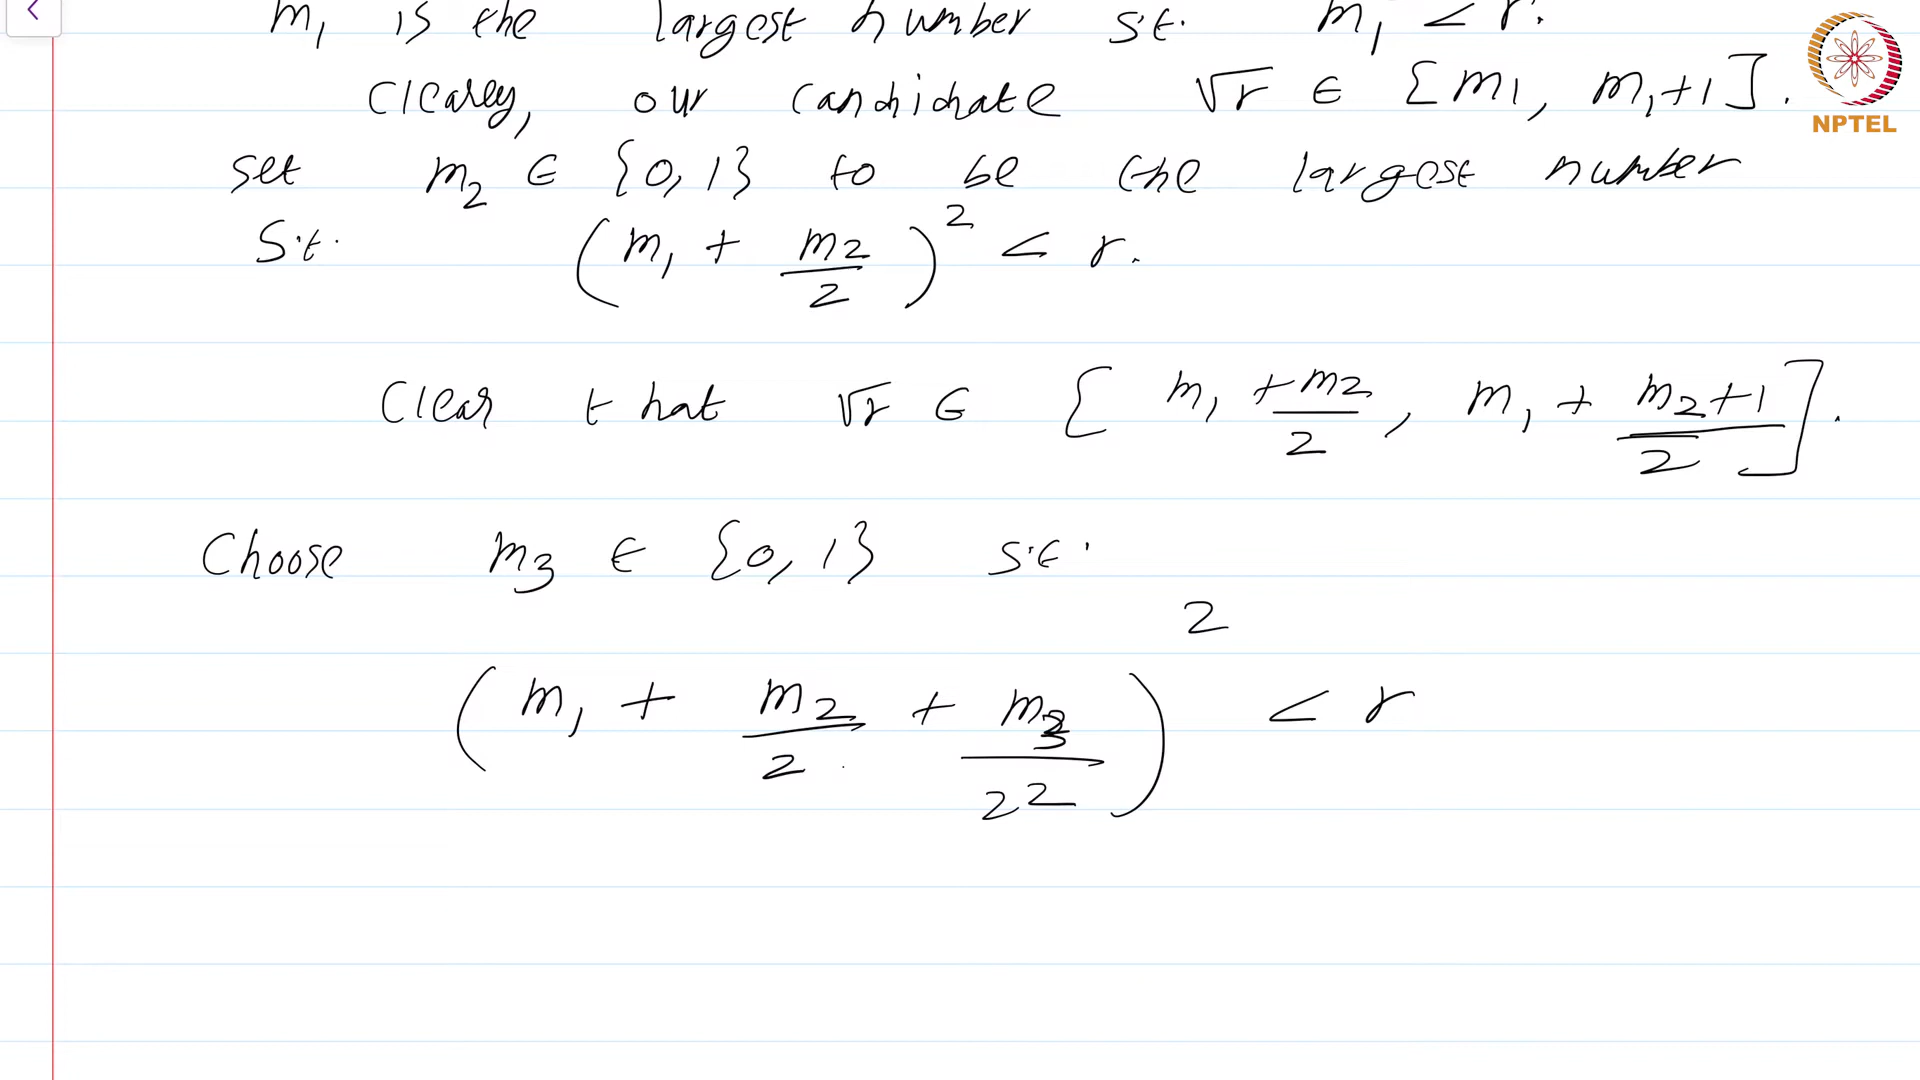 m₁ is the largest number s.t. m₁ < r.
Clearly, our candidate √r ∈ [m1, m₁+1].
NPTEL
set m₂ ∈ {0, 1} to be the largest number
s.t. (m₁ + m2/2)² < r.
Clear that √r ∈ [m₁ + m2/2, m₁ + (m₂+1)/2].
Choose m₃ ∈ {0, 1} s.t.
(m₁ + m₂/2 + m₃/2²)² < r